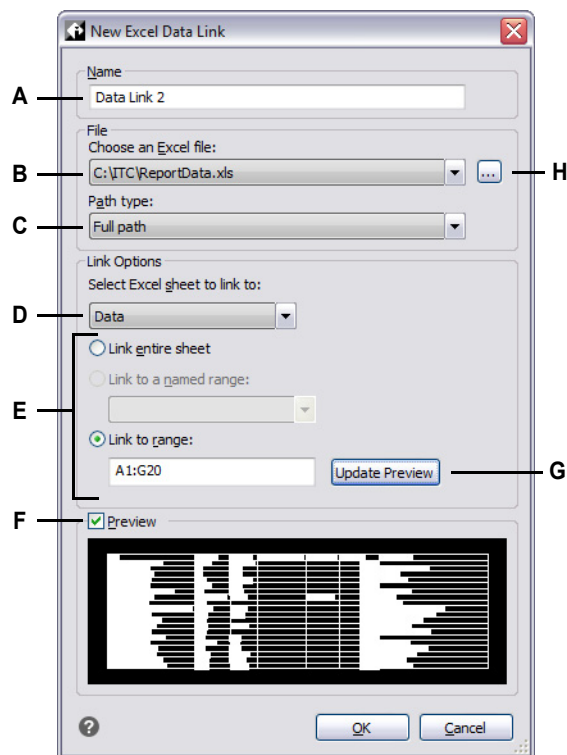 New Excel Data Link
Name
A
Data Link 2
File
Choose an Excel file:
B
C:\ITC\ReportData.xls
...
H
Path type:
C
Full path
Link Options
Select Excel sheet to link to:
D
Data
Link entire sheet
Link to a named range:
E
Link to range:
A1:G20
Update Preview
G
F
Preview
?
OK
Cancel